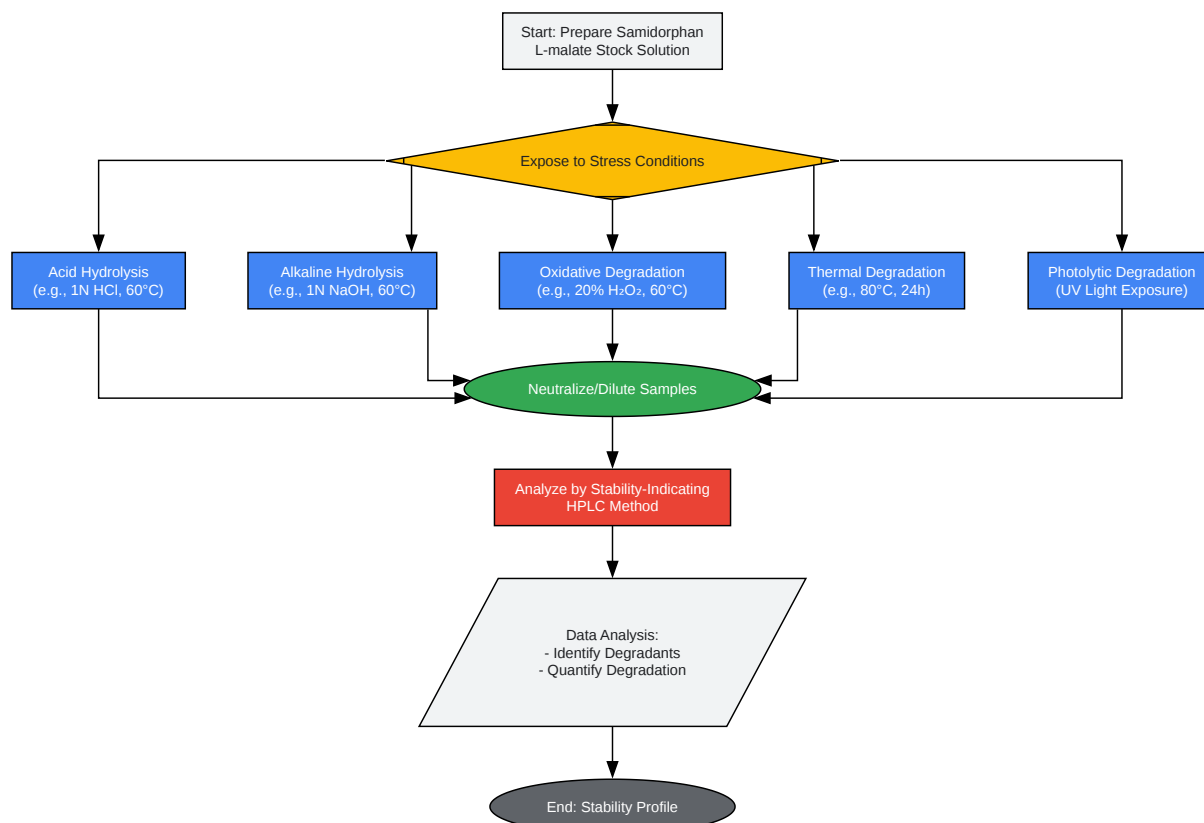 Start: Prepare Samidorphan
L-malate Stock Solution
Expose to Stress Conditions
Acid Hydrolysis
(e.g., 1N HCl, 60°C)
Alkaline Hydrolysis
(e.g., 1N NaOH, 60°C)
Oxidative Degradation
(e.g., 20% H₂O₂, 60°C)
Thermal Degradation
(e.g., 80°C, 24h)
Photolytic Degradation
(UV Light Exposure)
Neutralize/Dilute Samples
Analyze by Stability-Indicating
HPLC Method
Data Analysis:
- Identify Degradants
- Quantify Degradation
End: Stability Profile